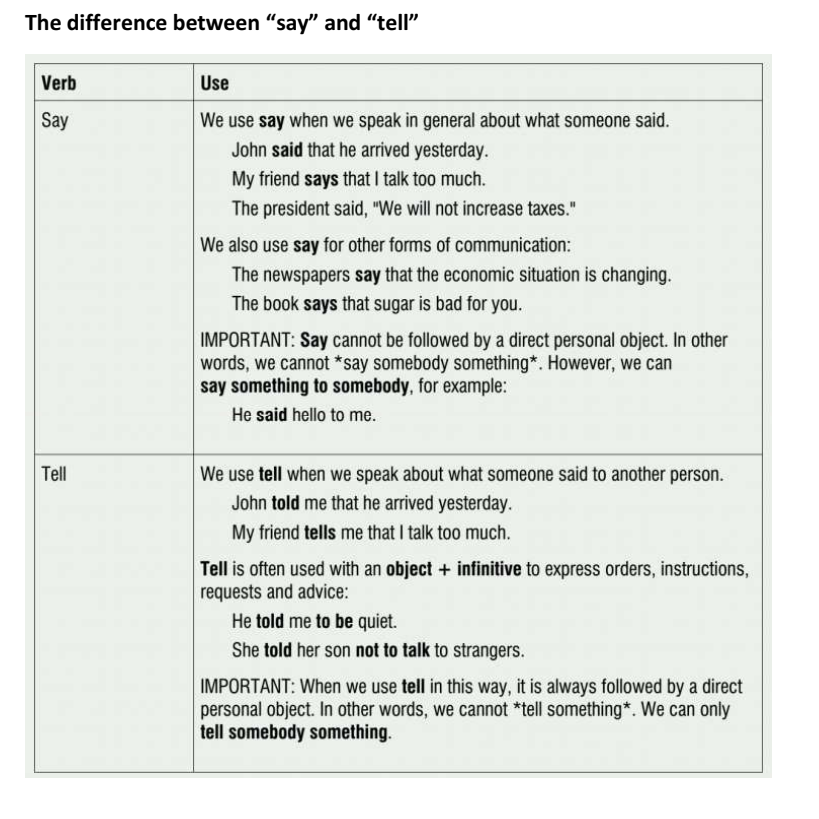 The difference between “say” and “tell”
Verb
Use
Say
We use say when we speak in general about what someone said.
John said that he arrived yesterday.
My friend says that I talk too much.
The president said, "We will not increase taxes."
We also use say for other forms of communication:
The newspapers say that the economic situation is changing.
The book says that sugar is bad for you.
IMPORTANT: Say cannot be followed by a direct personal object. In other
words, we cannot *say somebody something*. However, we can
say something to somebody, for example:
He said hello to me.
Tell
We use tell when we speak about what someone said to another person.
John told me that he arrived yesterday.
My friend tells me that I talk too much.
Tell is often used with an object + infinitive to express orders, instructions,
requests and advice:
He told me to be quiet.
She told her son not to talk to strangers.
IMPORTANT: When we use tell in this way, it is always followed by a direct
personal object. In other words, we cannot *tell something*. We can only
tell somebody something.